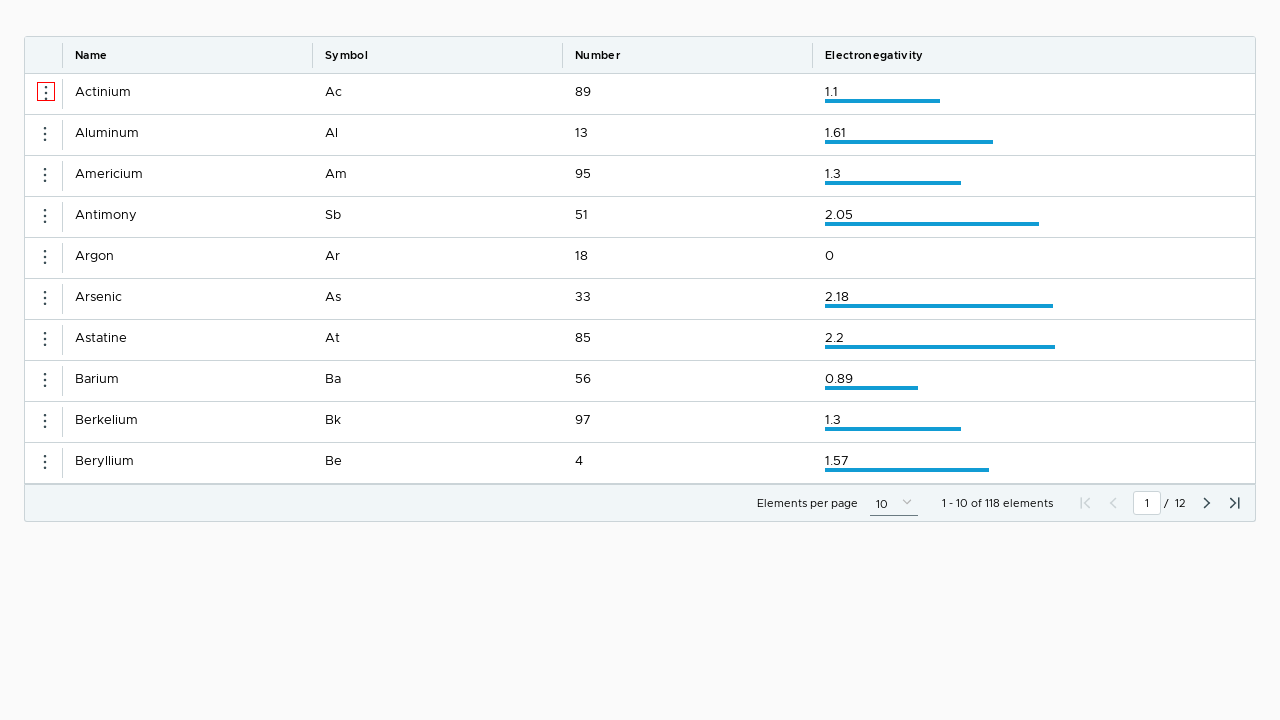 Name Symbol Number Electronegativity
Actinium Ac 89 1.1
Aluminum Al 13 1.61
Americium Am 95 1.3
Antimony Sb 51 2.05
Argon Ar 18 0
Arsenic As 33 2.18
Astatine At 85 2.2
Barium Ba 56 0.89
Berkelium Bk 97 1.3
Beryllium Be 4 1.57
Elements per page 10 1 - 10 of 118 elements 1 / 12